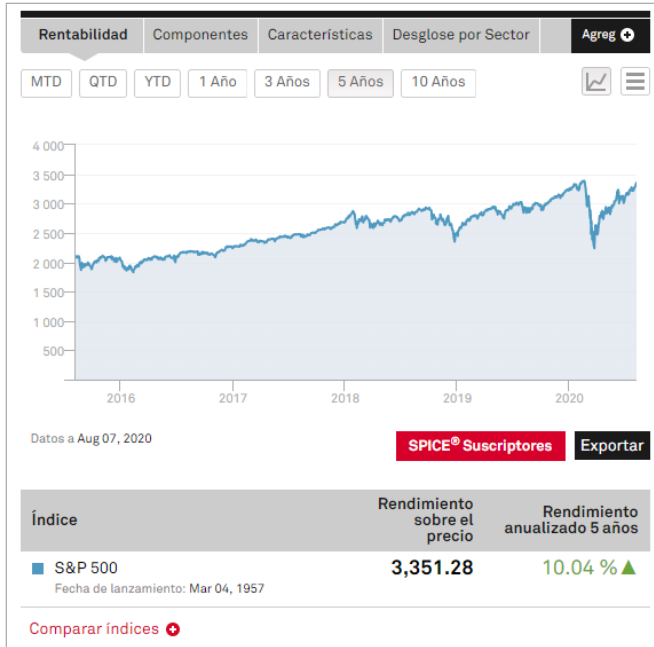 Rentabilidad Componentes Características Desglose por Sector Agreg
MTD QTD YTD 1 Año 3 Años 5 Años 10 Años
4 000
3 500
3 000
2 500
2 000
1 500
1 000
500
2016 2017 2018 2019 2020
Datos a Aug 07, 2020
SPICE® Suscriptores Exportar
Índice
Rendimiento
sobre el
precio
Rendimiento
anualizado 5 años
S&P 500 3,351.28 10.04 % ▲
Fecha de lanzamiento: Mar 04, 1957
Comparar índices